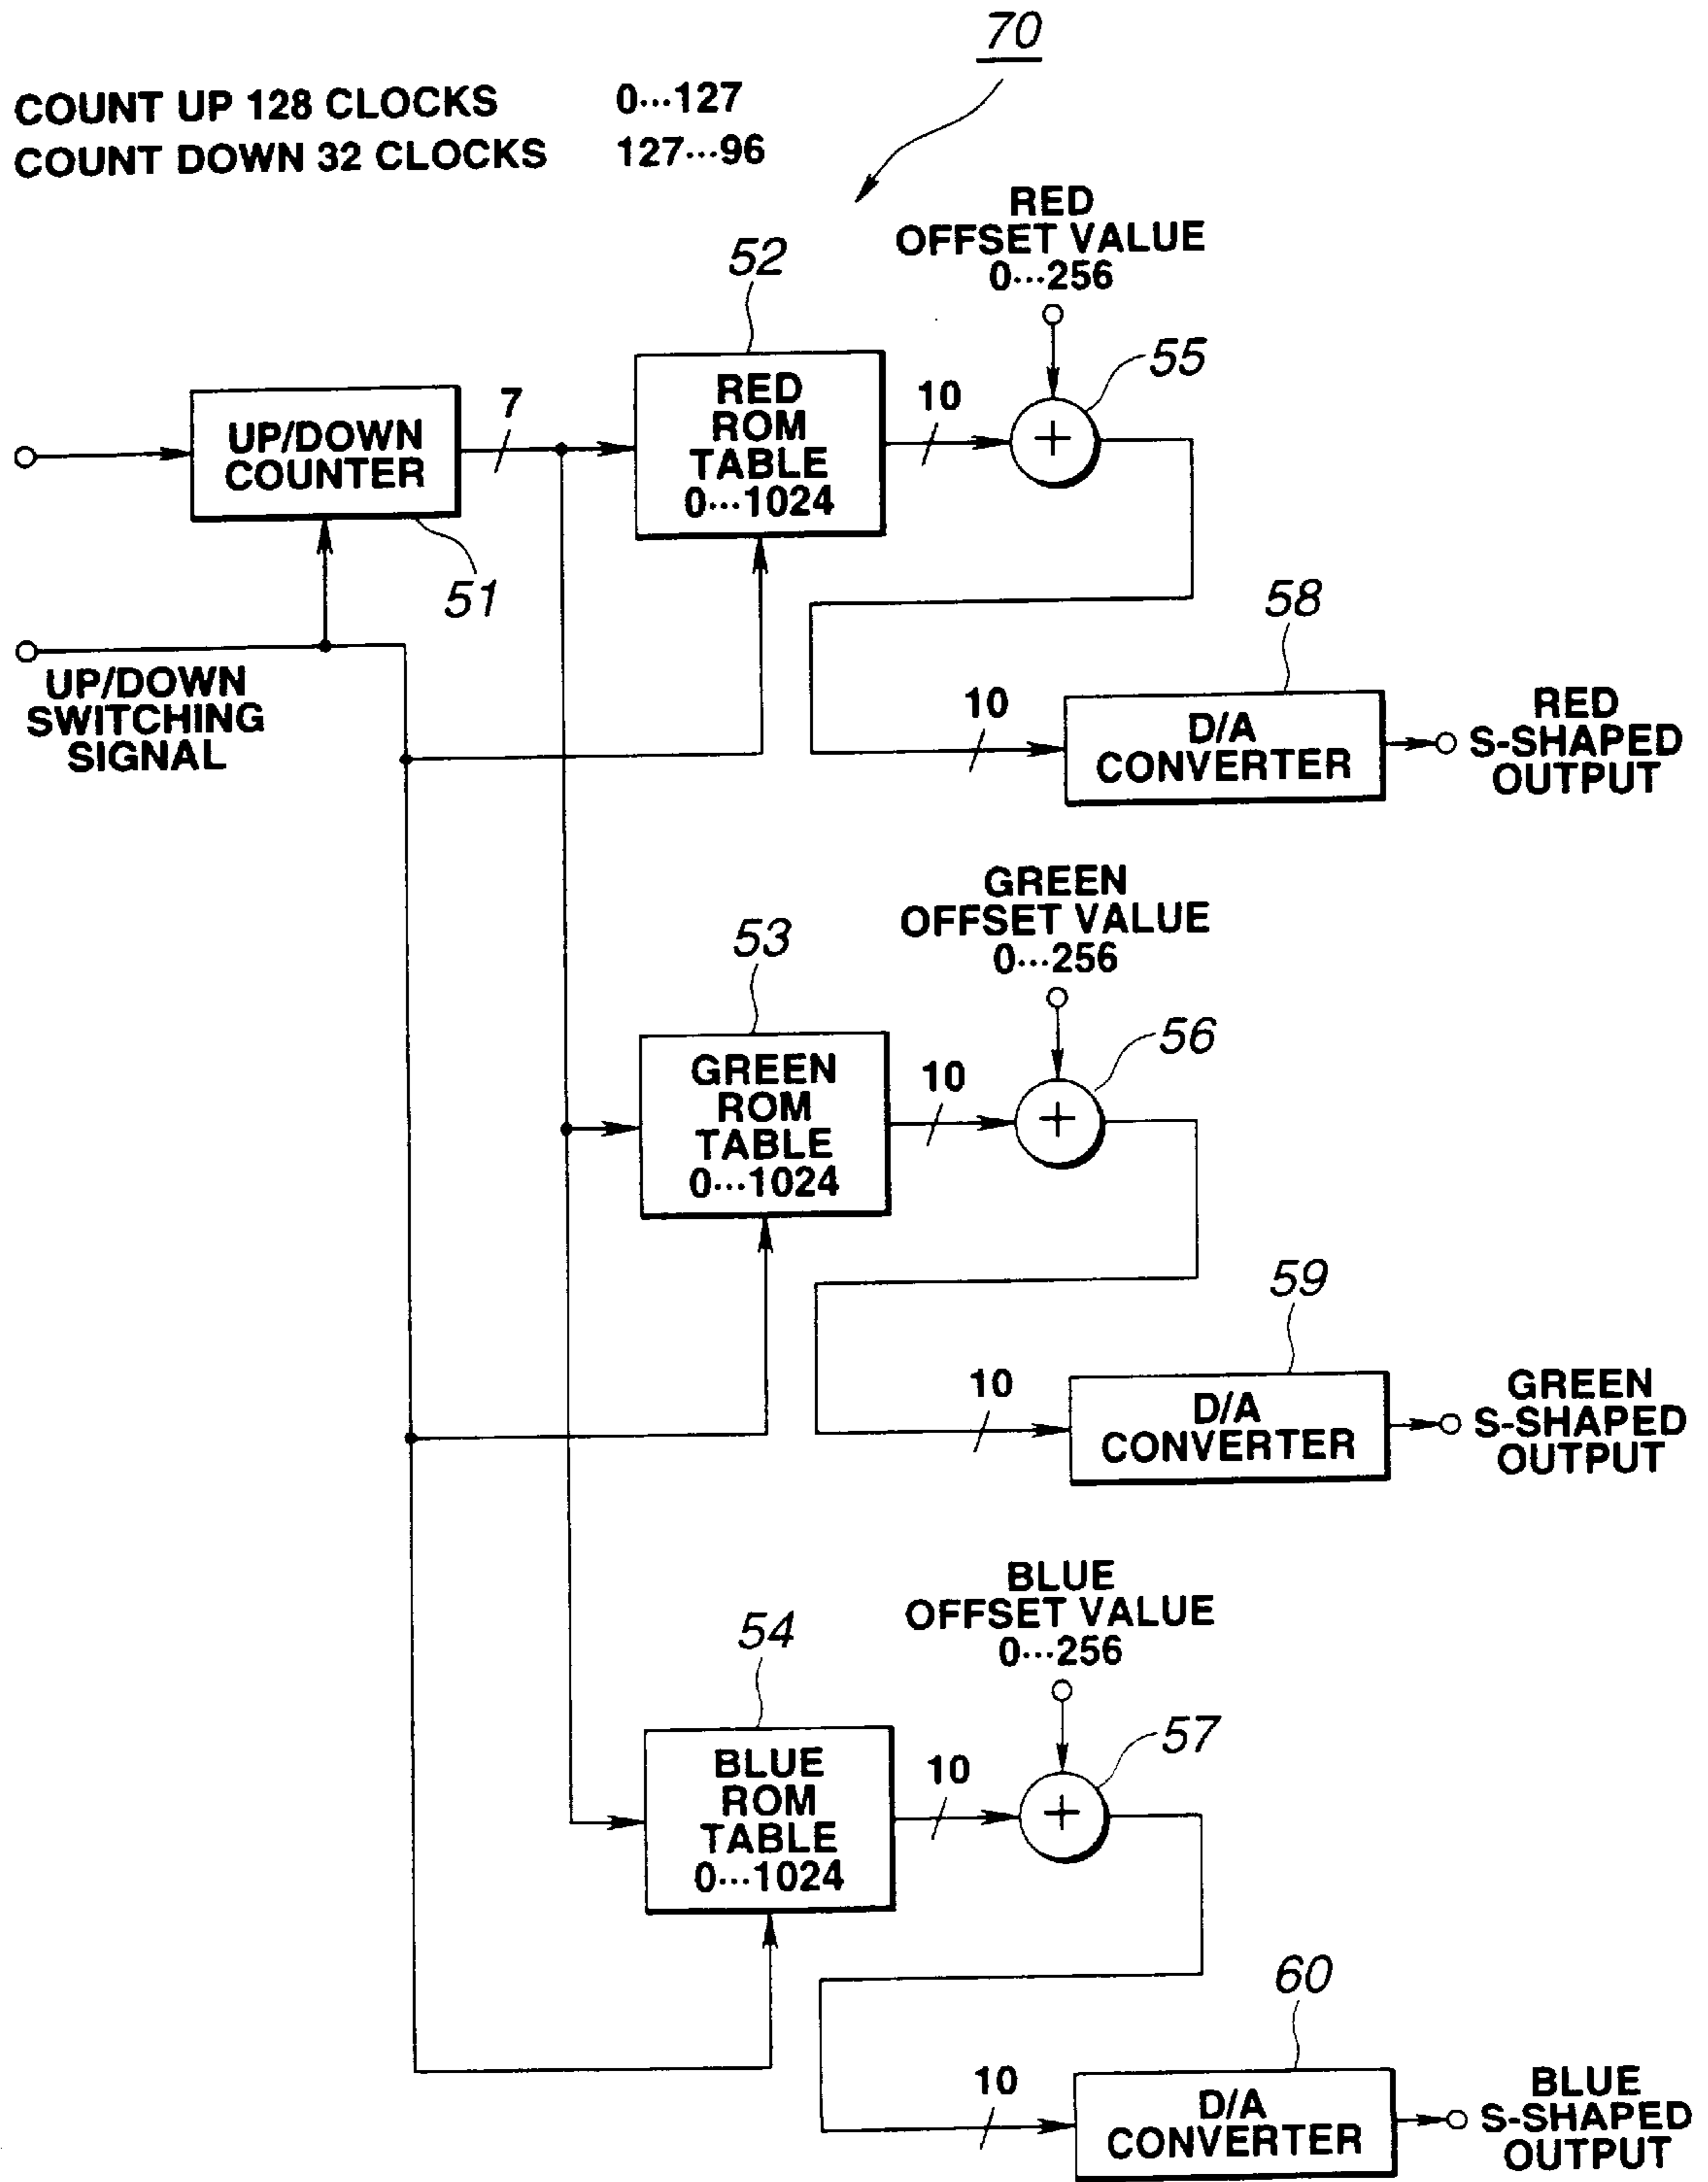 70
COUNT UP 128 CLOCKS 0···127
COUNT DOWN 32 CLOCKS 127···96
RED
OFFSET VALUE
0···256
52
55
7
RED
ROM
TABLE
0···1024
10
UP/DOWN
COUNTER
51
58
UP/DOWN
SWITCHING
SIGNAL
10
D/A
CONVERTER
RED
S-SHAPED
OUTPUT
GREEN
OFFSET VALUE
0···256
53
56
GREEN
ROM
TABLE
0···1024
10
59
10
D/A
CONVERTER
GREEN
S-SHAPED
OUTPUT
BLUE
OFFSET VALUE
0···256
54
57
BLUE
ROM
TABLE
0···1024
10
60
10
D/A
CONVERTER
BLUE
S-SHAPED
OUTPUT